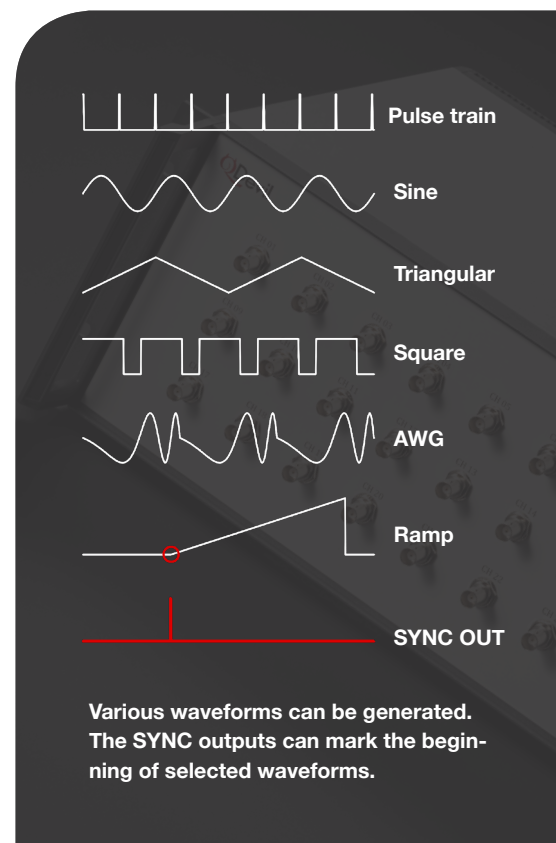 Pulse train
Sine
Triangular
Square
AWG
Ramp
SYNC OUT
Various waveforms can be generated.
The SYNC outputs can mark the begin-
ning of selected waveforms.